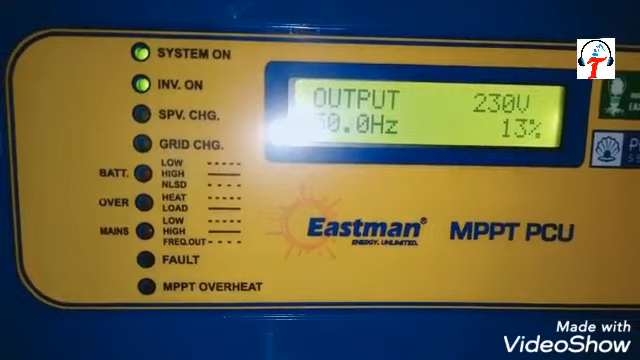 SYSTEM ON
INV. ON
SPV. CHG.
GRID CHG.
BATT.
LOW
HIGH
NLSD
OVER
HEAT
LOAD
MAINS
LOW
HIGH
FREQ.OUT
FAULT
MPPT OVERHEAT
OUTPUT 230V
50.0Hz 13%
Eastman®
ENERGY. UNLIMITED.
MPPT PCU
Made with
VideoShow